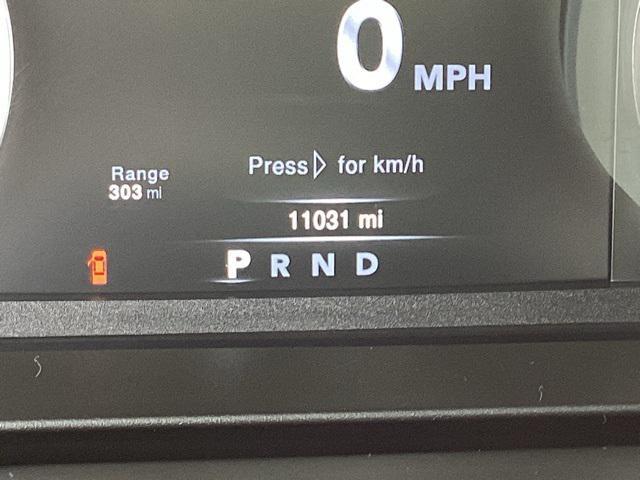 0 MPH
Press ▷ for km/h
Range
303 mi
11031 mi
P R N D